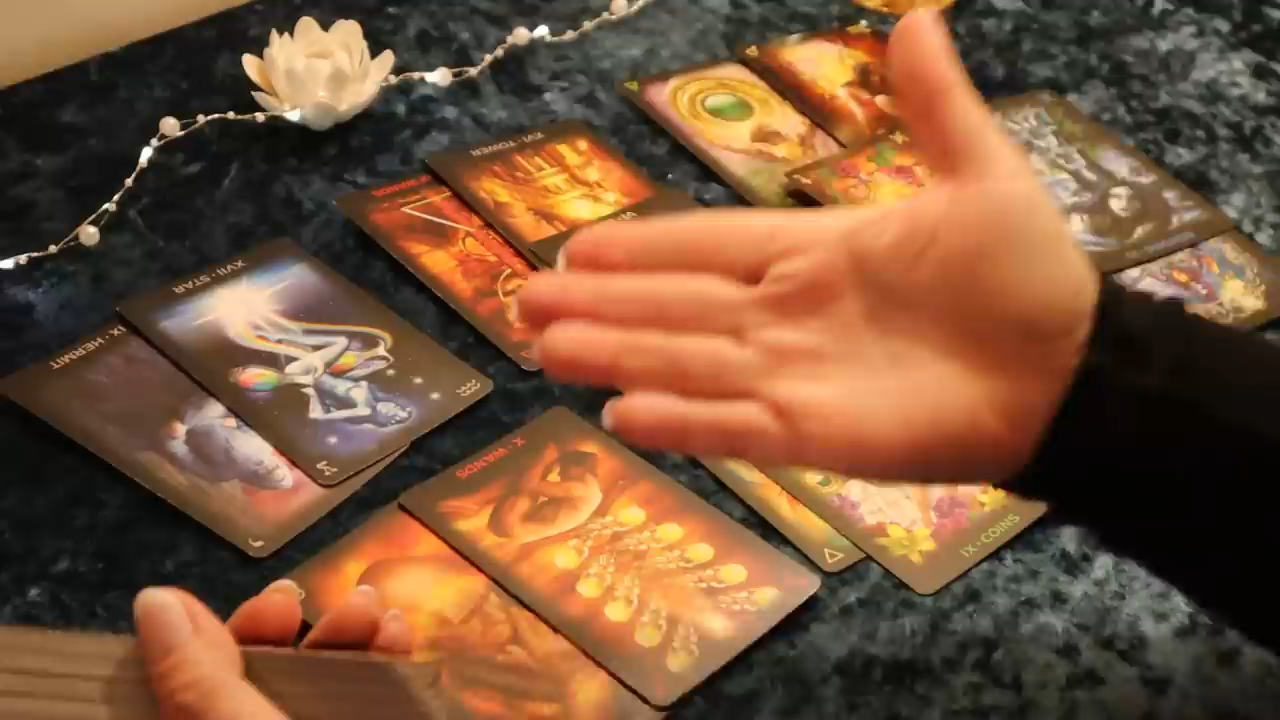 XVI · TOWER
XVII · STAR
IX · HERMIT
X · WANDS
IX · COINS